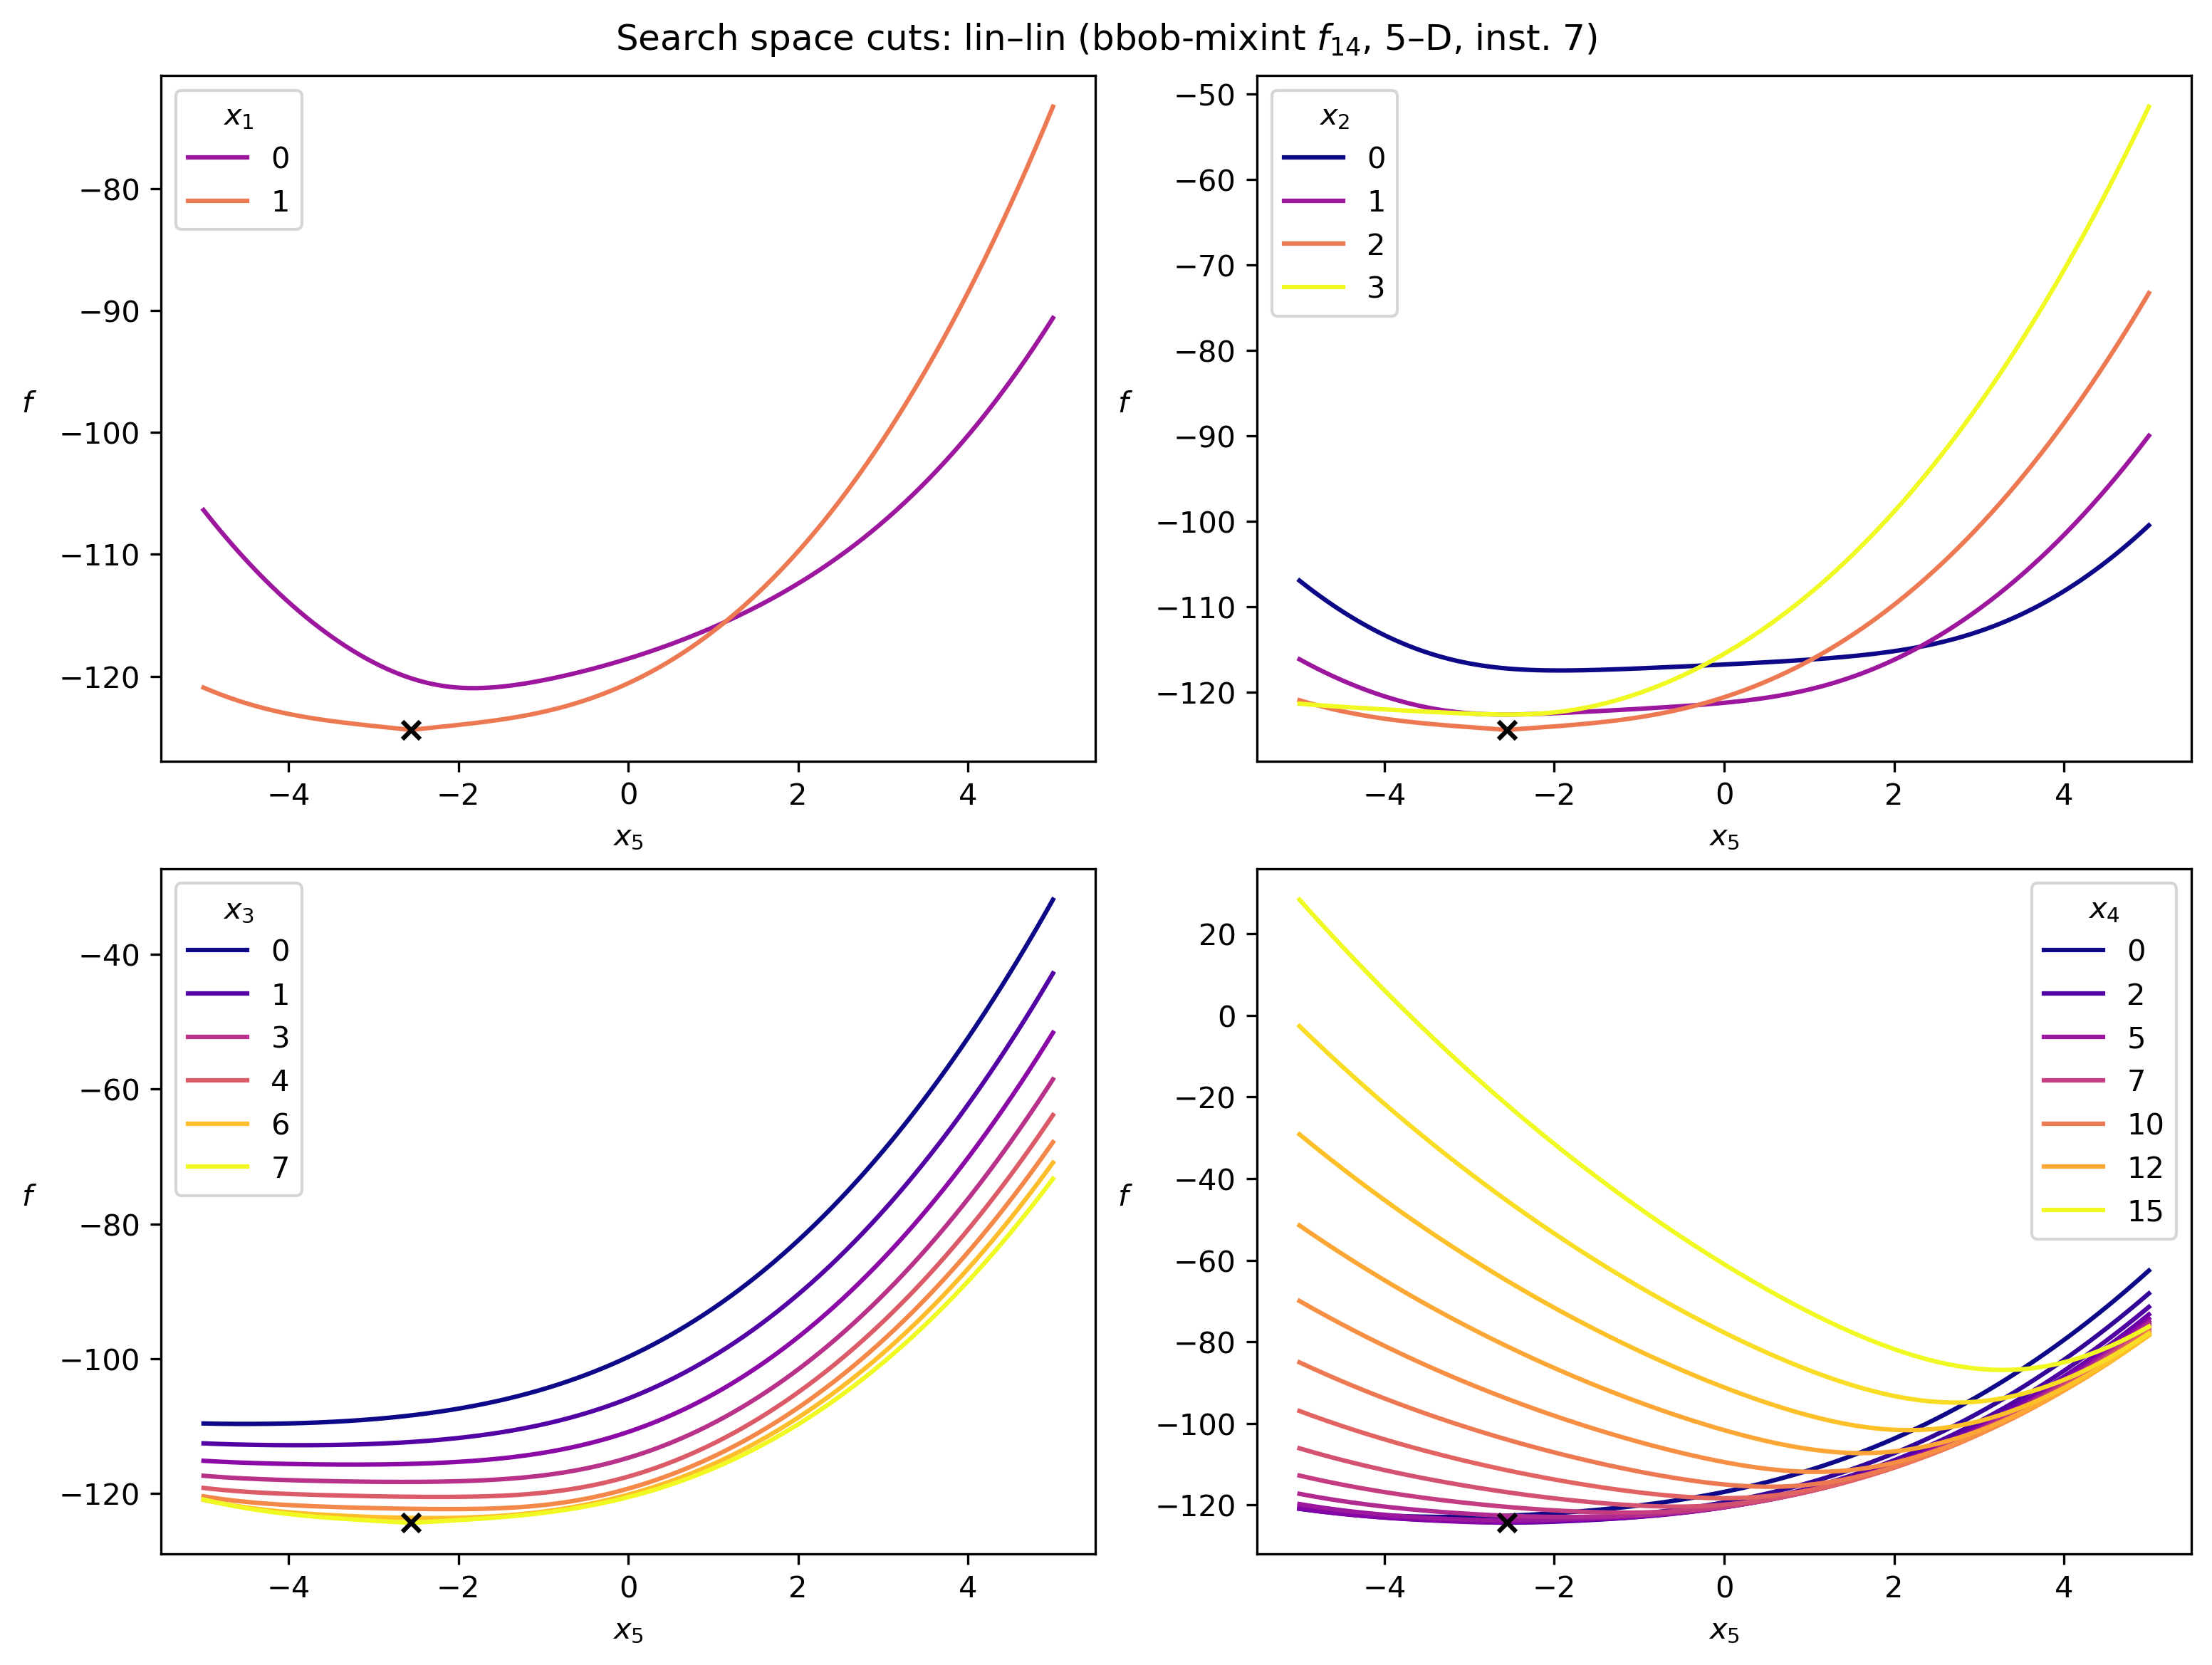 Search space cuts: lin–lin (bbob-mixint f14, 5–D, inst. 7)
x1
0
1
−80
−90
−100
−110
−120
f
−4 −2 0 2 4
x5
x2
0
1
2
3
−50
−60
−70
−80
−90
−100
−110
−120
f
−4 −2 0 2 4
x5
x3
0
1
3
4
6
7
−40
−60
−80
−100
−120
f
−4 −2 0 2 4
x5
x4
0
2
5
7
10
12
15
20
0
−20
−40
−60
−80
−100
−120
f
−4 −2 0 2 4
x5